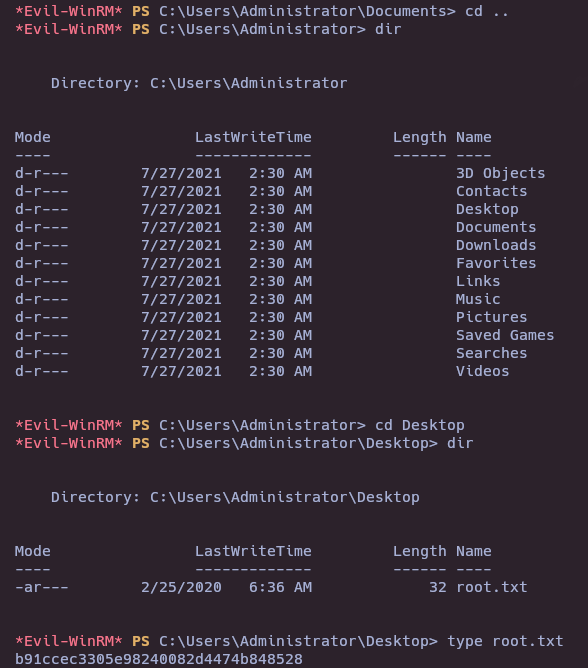 *Evil-WinRM* PS C:\Users\Administrator\Documents> cd ..
*Evil-WinRM* PS C:\Users\Administrator> dir
Directory: C:\Users\Administrator
Mode LastWriteTime Length Name
---- ------------- ------ ----
d-r--- 7/27/2021 2:30 AM 3D Objects
d-r--- 7/27/2021 2:30 AM Contacts
d-r--- 7/27/2021 2:30 AM Desktop
d-r--- 7/27/2021 2:30 AM Documents
d-r--- 7/27/2021 2:30 AM Downloads
d-r--- 7/27/2021 2:30 AM Favorites
d-r--- 7/27/2021 2:30 AM Links
d-r--- 7/27/2021 2:30 AM Music
d-r--- 7/27/2021 2:30 AM Pictures
d-r--- 7/27/2021 2:30 AM Saved Games
d-r--- 7/27/2021 2:30 AM Searches
d-r--- 7/27/2021 2:30 AM Videos
*Evil-WinRM* PS C:\Users\Administrator> cd Desktop
*Evil-WinRM* PS C:\Users\Administrator\Desktop> dir
Directory: C:\Users\Administrator\Desktop
Mode LastWriteTime Length Name
---- ------------- ------ ----
-ar--- 2/25/2020 6:36 AM 32 root.txt
*Evil-WinRM* PS C:\Users\Administrator\Desktop> type root.txt
b91ccec3305e98240082d4474b848528